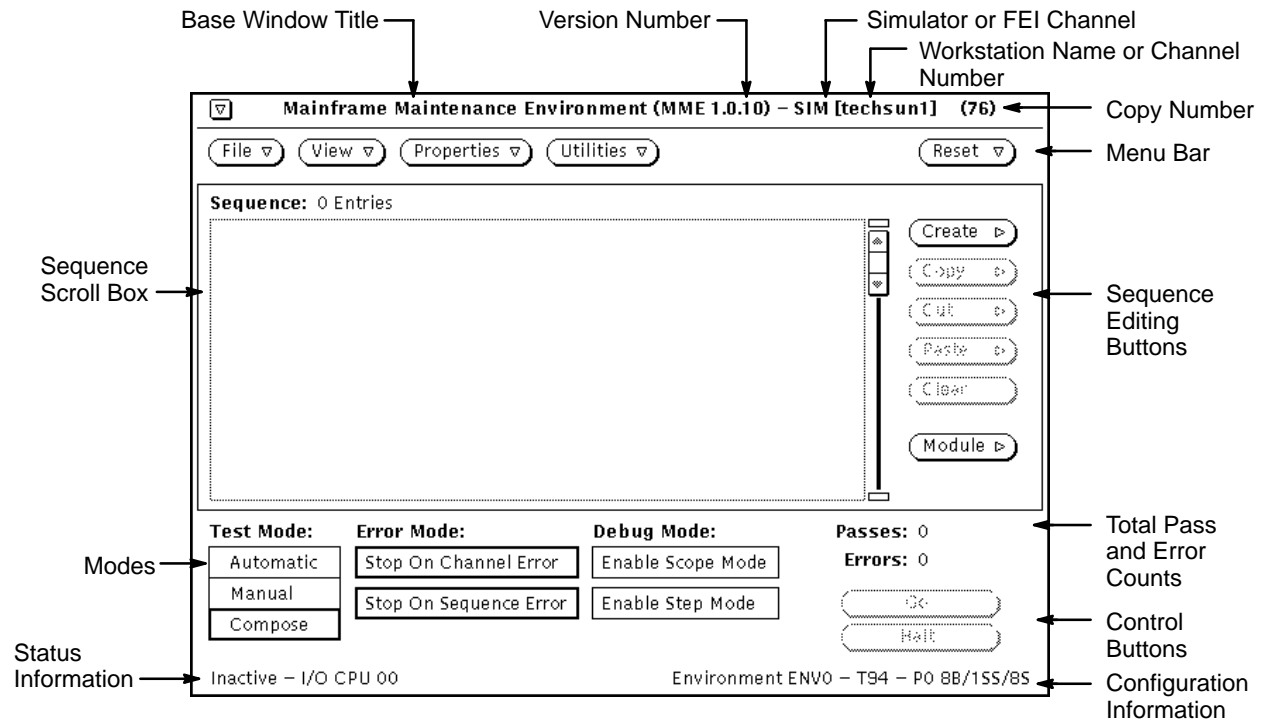 Base Window Title
Version Number
Simulator or FEI Channel
Workstation Name or Channel
Number
Mainframe Maintenance Environment (MME 1.0.10) – SIM [techsun1] (76)
Copy Number
File
View
Properties
Utilities
Reset
Menu Bar
Sequence: 0 Entries
Sequence
Scroll Box
Create
Copy
Cut
Paste
Clear
Module
Sequence
Editing
Buttons
Test Mode:
Error Mode:
Debug Mode:
Passes: 0
Errors: 0
Total Pass
and Error
Counts
Modes
Automatic
Manual
Compose
Stop On Channel Error
Stop On Sequence Error
Enable Scope Mode
Enable Step Mode
Go
Halt
Control
Buttons
Status
Information
Inactive – I/O CPU 00
Environment ENV0 – T94 – P0 8B/1SS/8S
Configuration
Information